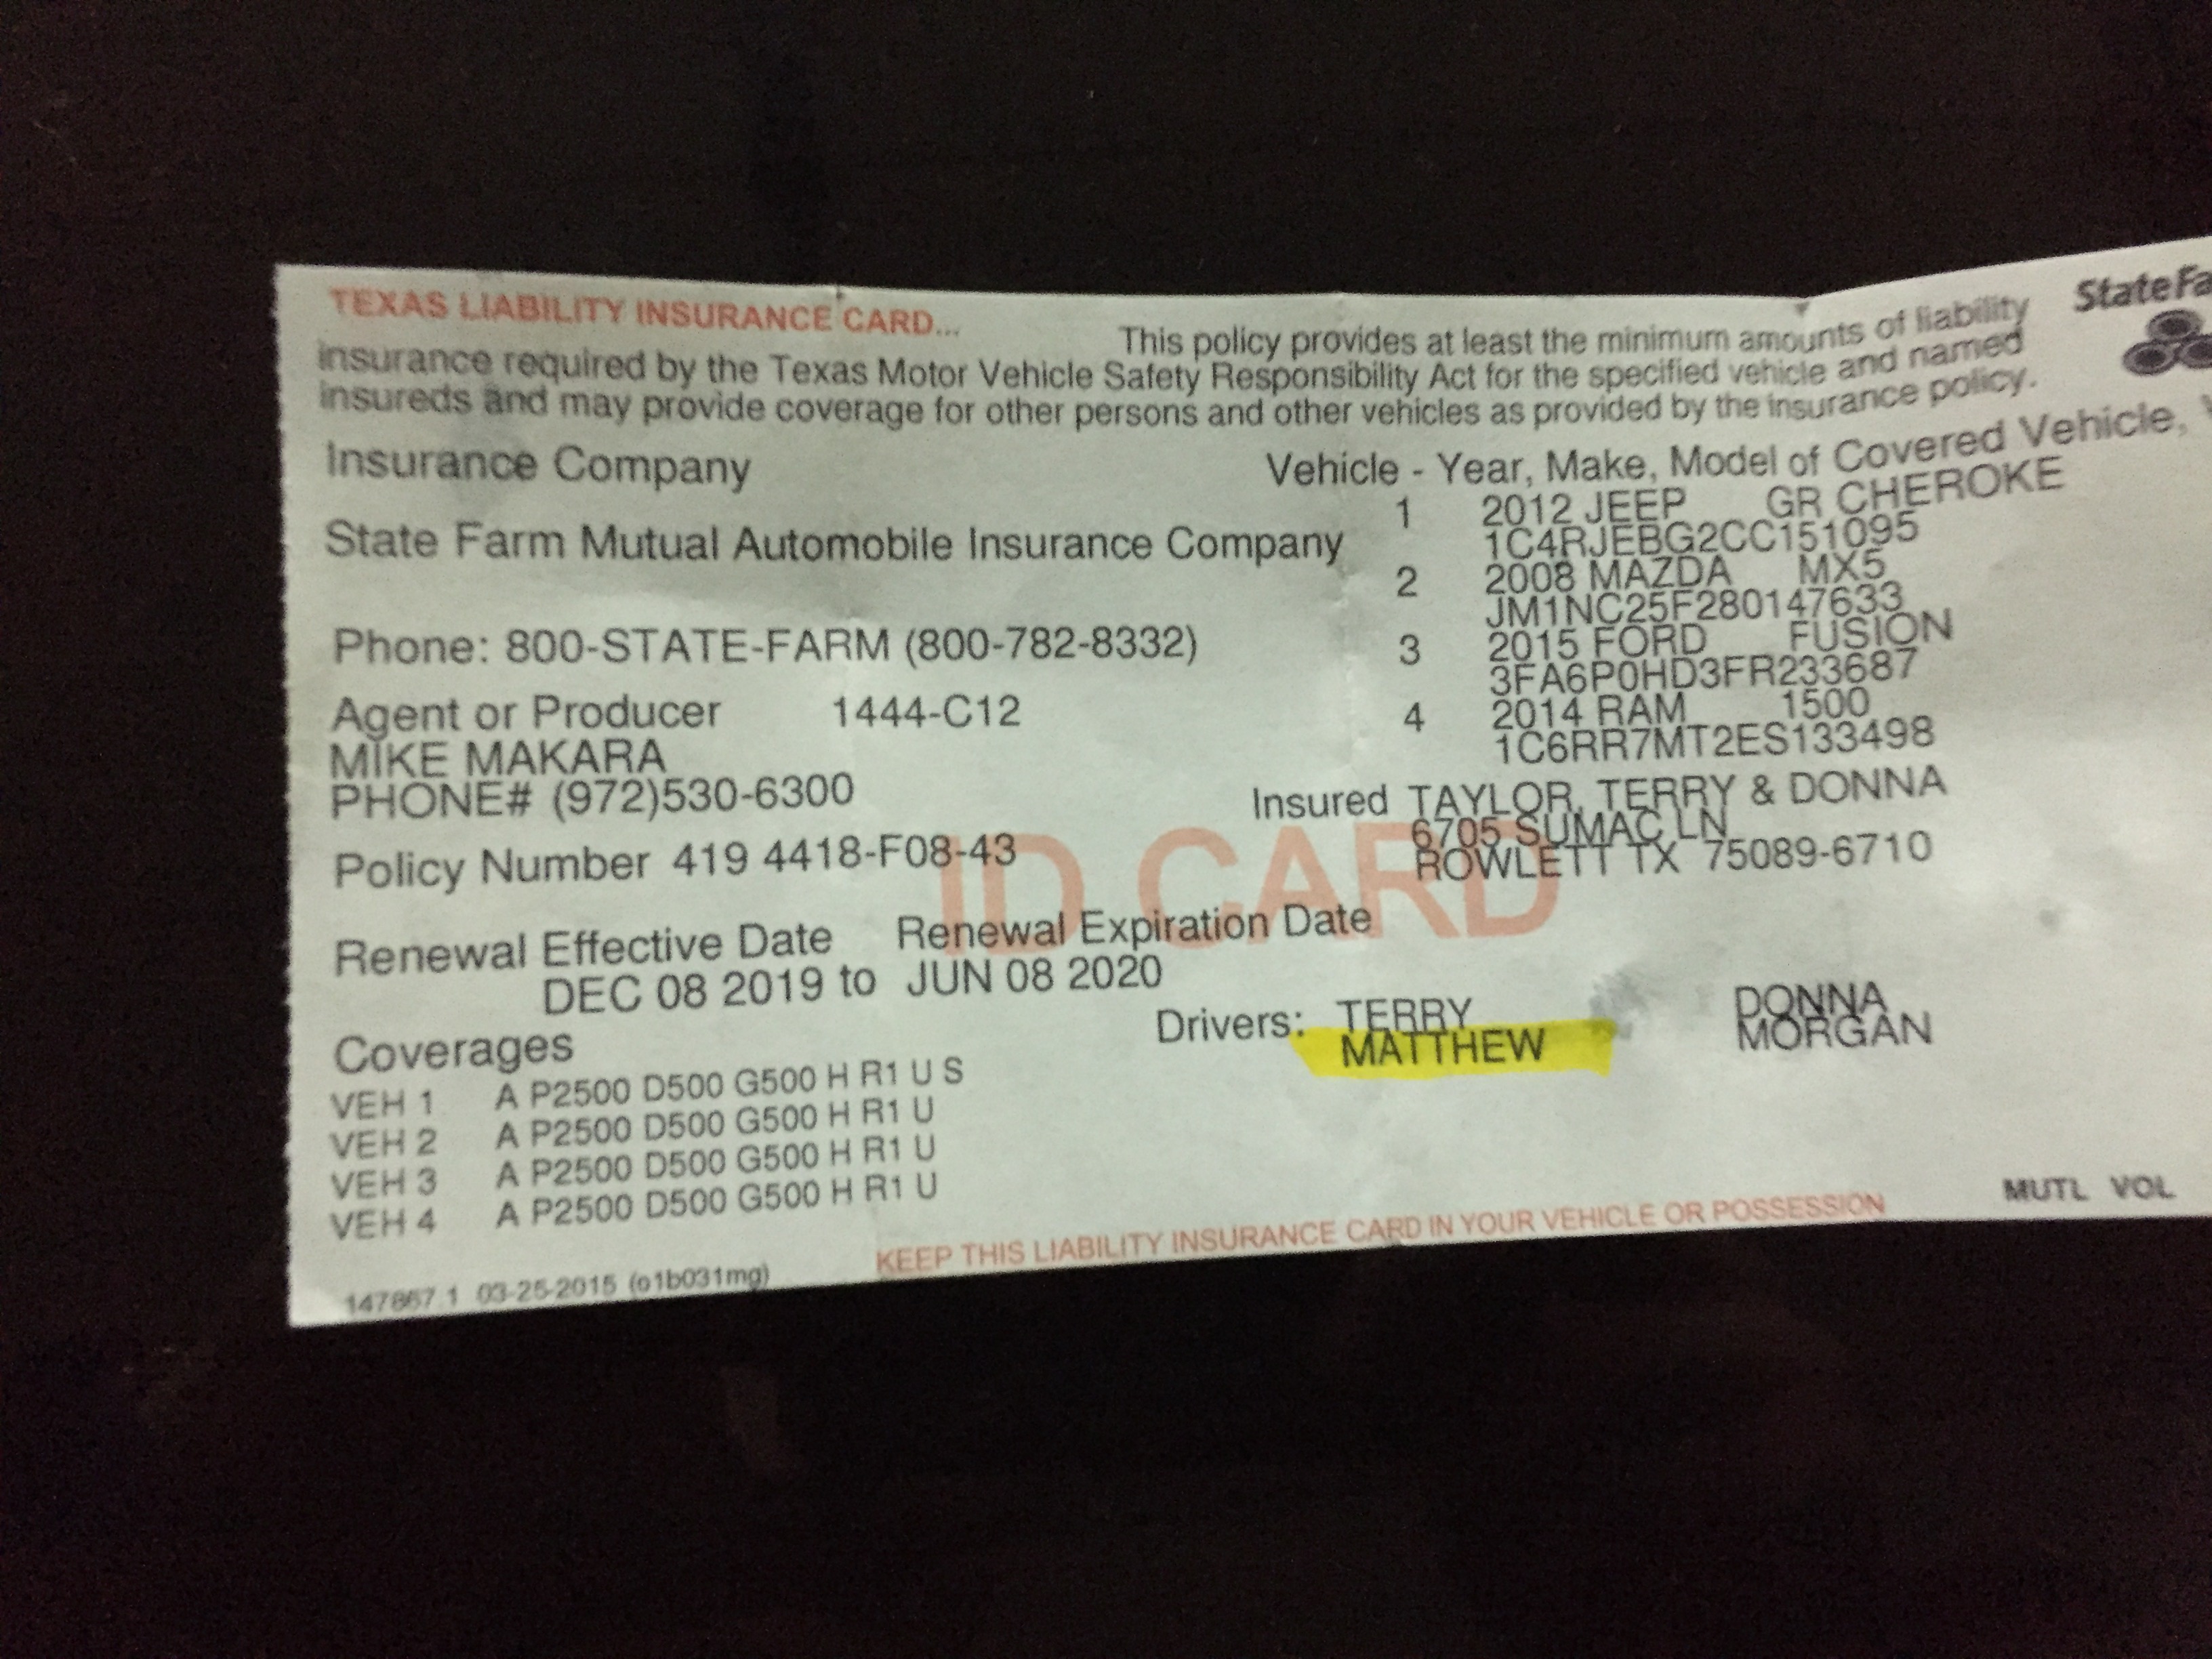 TEXAS LIABILITY INSURANCE CARD...
This policy provides at least the minimum amounts of liability
insurance required by the Texas Motor Vehicle Safety Responsibility Act for the specified vehicle and named
insureds and may provide coverage for other persons and other vehicles as provided by the insurance policy.
StateFa
Insurance Company
State Farm Mutual Automobile Insurance Company
Phone: 800-STATE-FARM (800-782-8332)
Agent or Producer 1444-C12
MIKE MAKARA
PHONE# (972)530-6300
Policy Number 419 4418-F08-43
Renewal Effective Date Renewal Expiration Date
DEC 08 2019 to JUN 08 2020
Vehicle - Year, Make, Model of Covered Vehicle,
1 2012 JEEP GR CHEROKE
1C4RJEBG2CC151095
2 2008 MAZDA MX5
JM1NC25F280147633
3 2015 FORD FUSION
3FA6P0HD3FR233687
4 2014 RAM 1500
1C6RR7MT2ES133498
Insured TAYLOR, TERRY & DONNA
6705 SUMAC LN
ROWLETT TX 75089-6710
ID CARD
Drivers: TERRY DONNA
MATTHEW MORGAN
Coverages
VEH 1 A P2500 D500 G500 H R1 U S
VEH 2 A P2500 D500 G500 H R1 U
VEH 3 A P2500 D500 G500 H R1 U
VEH 4 A P2500 D500 G500 H R1 U
MUTL VOL
KEEP THIS LIABILITY INSURANCE CARD IN YOUR VEHICLE OR POSSESSION
147867.1 03-25-2015 (o1b031mg)